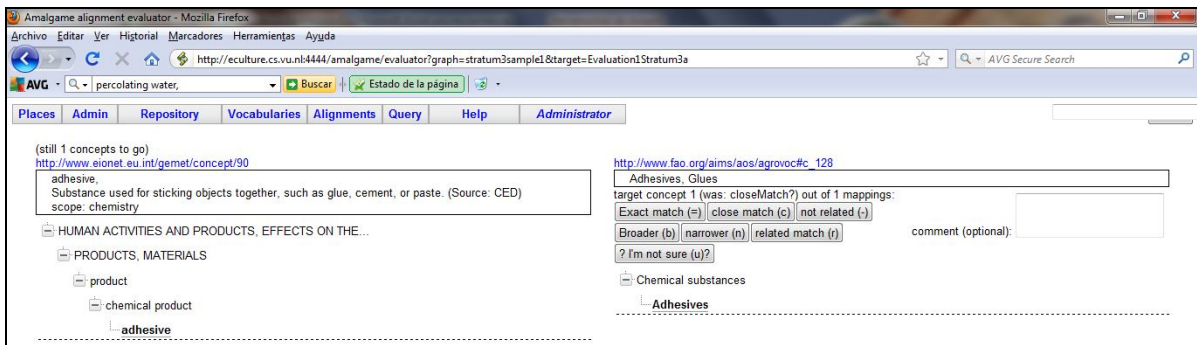 Amalgame alignment evaluator - Mozilla Firefox
Archivo Editar Ver Historial Marcadores Herramientas Ayuda
http://eculture.cs.vu.nl:4444/amalgame/evaluator?graph=stratum3sample1&target=Evaluation1Stratum3a
AVG Secure Search
AVG percolating water, Buscar Estado de la página
Places Admin Repository Vocabularies Alignments Query Help Administrator
(still 1 concepts to go)
http://www.eionet.eu.int/gemet/concept/90
adhesive,
Substance used for sticking objects together, such as glue, cement, or paste. (Source: CED)
scope: chemistry
HUMAN ACTIVITIES AND PRODUCTS, EFFECTS ON THE...
PRODUCTS, MATERIALS
product
chemical product
adhesive
http://www.fao.org/aims/aos/agrovoc#c_128
Adhesives, Glues
target concept 1 (was: closeMatch?) out of 1 mappings:
Exact match (=) close match (c) not related (-)
Broader (b) narrower (n) related match (r)
comment (optional):
? I'm not sure (u)?
Chemical substances
Adhesives